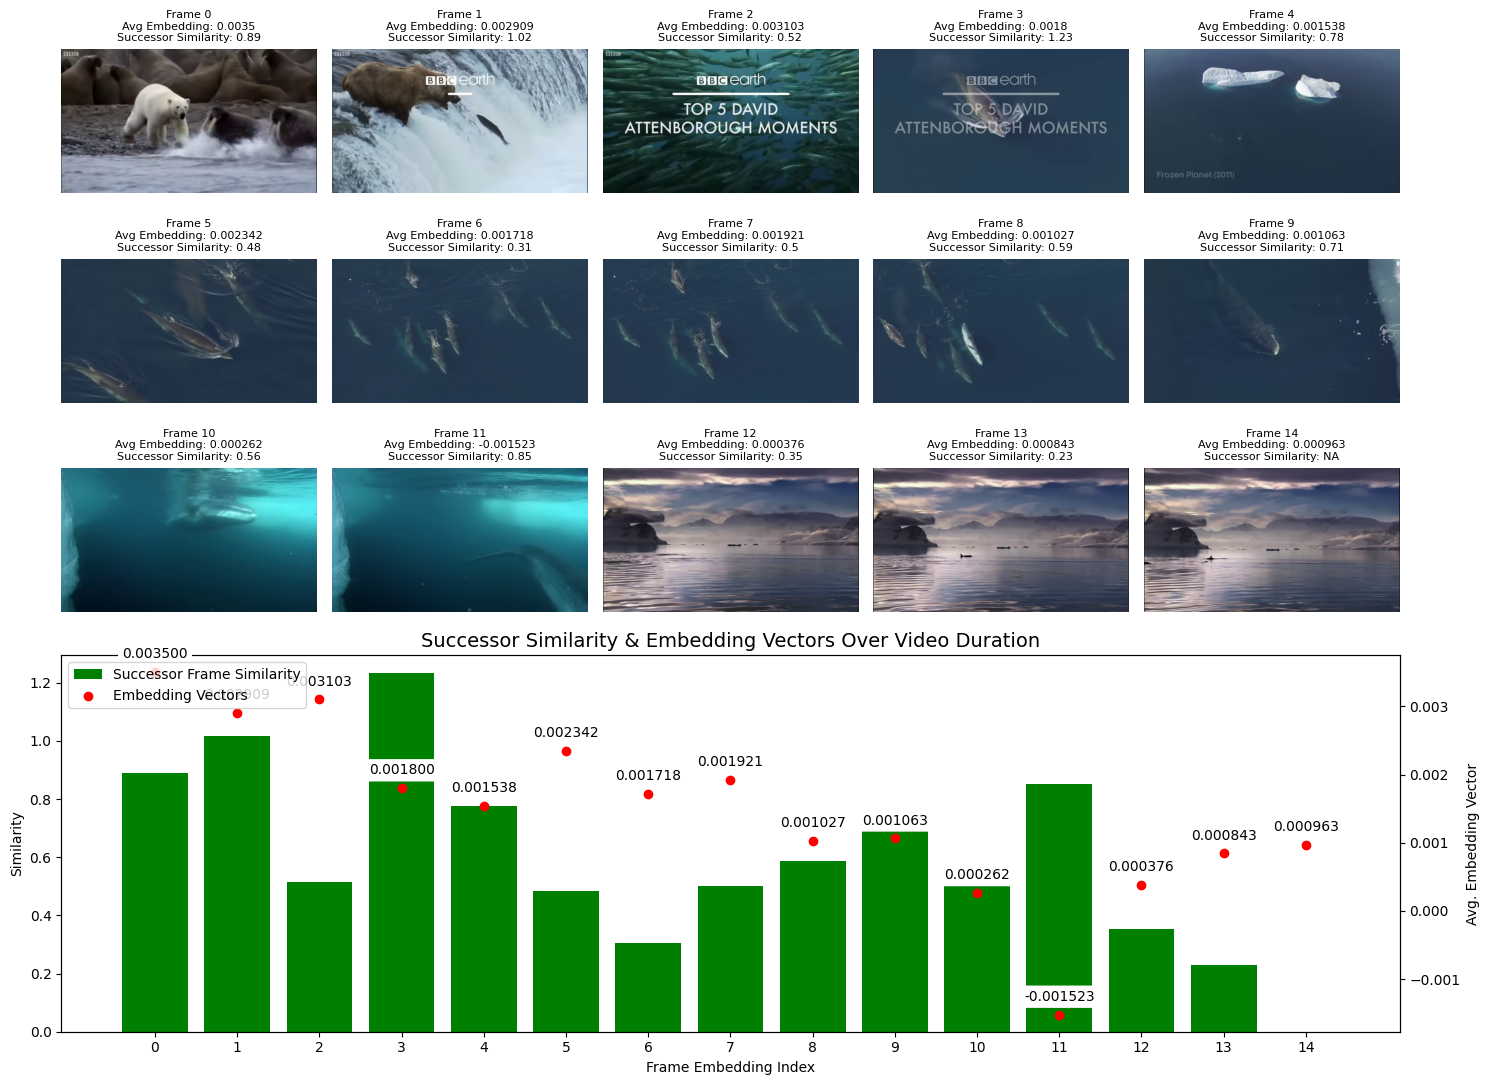 Frame 0
Avg Embedding: 0.0035
Successor Similarity: 0.89
Frame 1
Avg Embedding: 0.002909
Successor Similarity: 1.02
Frame 2
Avg Embedding: 0.003103
Successor Similarity: 0.52
Frame 3
Avg Embedding: 0.0018
Successor Similarity: 1.23
Frame 4
Avg Embedding: 0.001538
Successor Similarity: 0.78
BBC
BBC
BBC earth
BBC
BBC earth
TOP 5 DAVID
ATTENBOROUGH MOMENTS
BBC earth
TOP 5 DAVID
ATTENBOROUGH MOMENTS
Frozen Planet (2011)
Frame 5
Avg Embedding: 0.002342
Successor Similarity: 0.48
Frame 6
Avg Embedding: 0.001718
Successor Similarity: 0.31
Frame 7
Avg Embedding: 0.001921
Successor Similarity: 0.5
Frame 8
Avg Embedding: 0.001027
Successor Similarity: 0.59
Frame 9
Avg Embedding: 0.001063
Successor Similarity: 0.71
Frame 10
Avg Embedding: 0.000262
Successor Similarity: 0.56
Frame 11
Avg Embedding: -0.001523
Successor Similarity: 0.85
Frame 12
Avg Embedding: 0.000376
Successor Similarity: 0.35
Frame 13
Avg Embedding: 0.000843
Successor Similarity: 0.23
Frame 14
Avg Embedding: 0.000963
Successor Similarity: NA
Successor Similarity & Embedding Vectors Over Video Duration
Successor Frame Similarity
Embedding Vectors
0.003500
0.002909
0.003103
0.001800
0.001538
0.002342
0.001718
0.001921
0.001027
0.001063
0.000262
-0.001523
0.000376
0.000843
0.000963
Similarity
1.2
1.0
0.8
0.6
0.4
0.2
0.0
Avg. Embedding Vector
0.003
0.002
0.001
0.000
−0.001
0 1 2 3 4 5 6 7 8 9 10 11 12 13 14
Frame Embedding Index